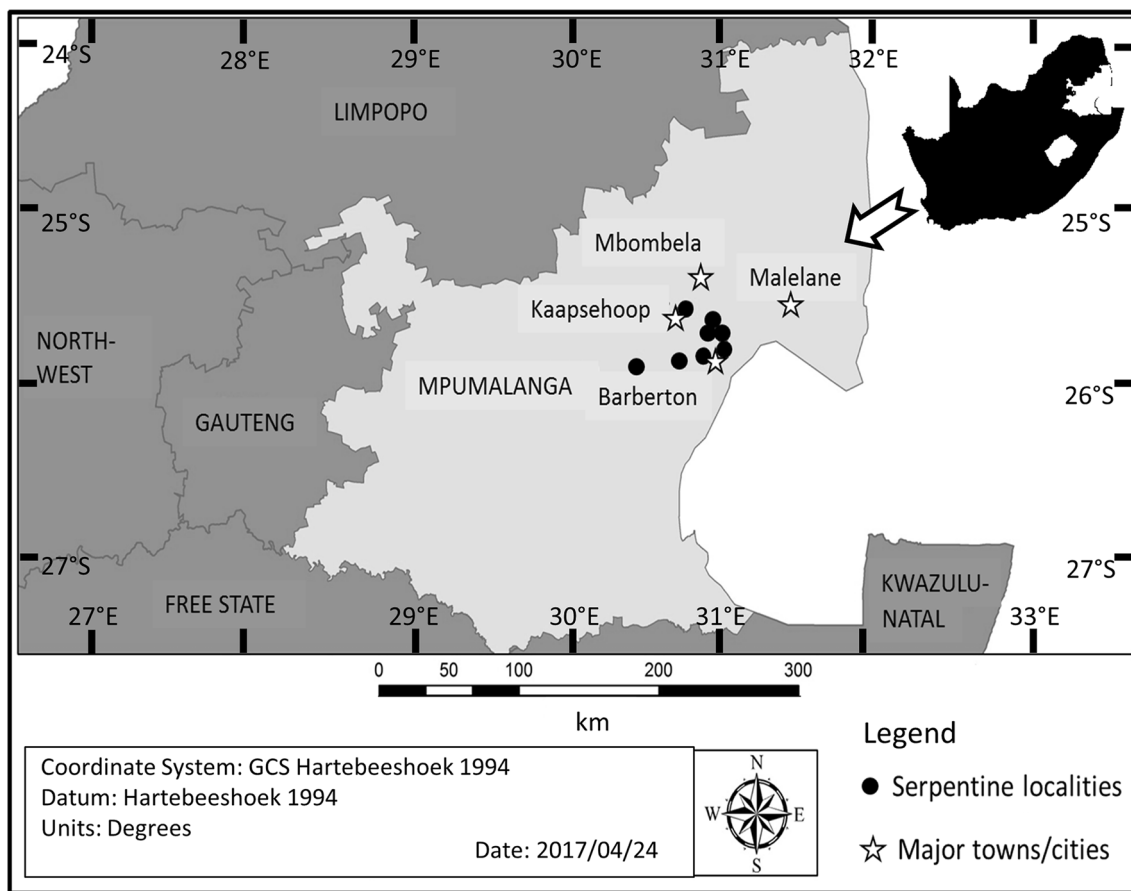 24°S
28°E
29°E
30°E
31°E
32°E
LIMPOPO
25°S
25°S
Mbombela
Malelane
Kaapsehoop
NORTH-
WEST
MPUMALANGA
Barberton
26°S
GAUTENG
27°S
27°S
KWAZULU-
NATAL
FREE STATE
27°E
29°E
30°E
31°E
33°E
0 50 100 200 300
km
Legend
Serpentine localities
Major towns/cities
Coordinate System: GCS Hartebeeshoek 1994
Datum: Hartebeeshoek 1994
Units: Degrees
Date: 2017/04/24
N
W E
S